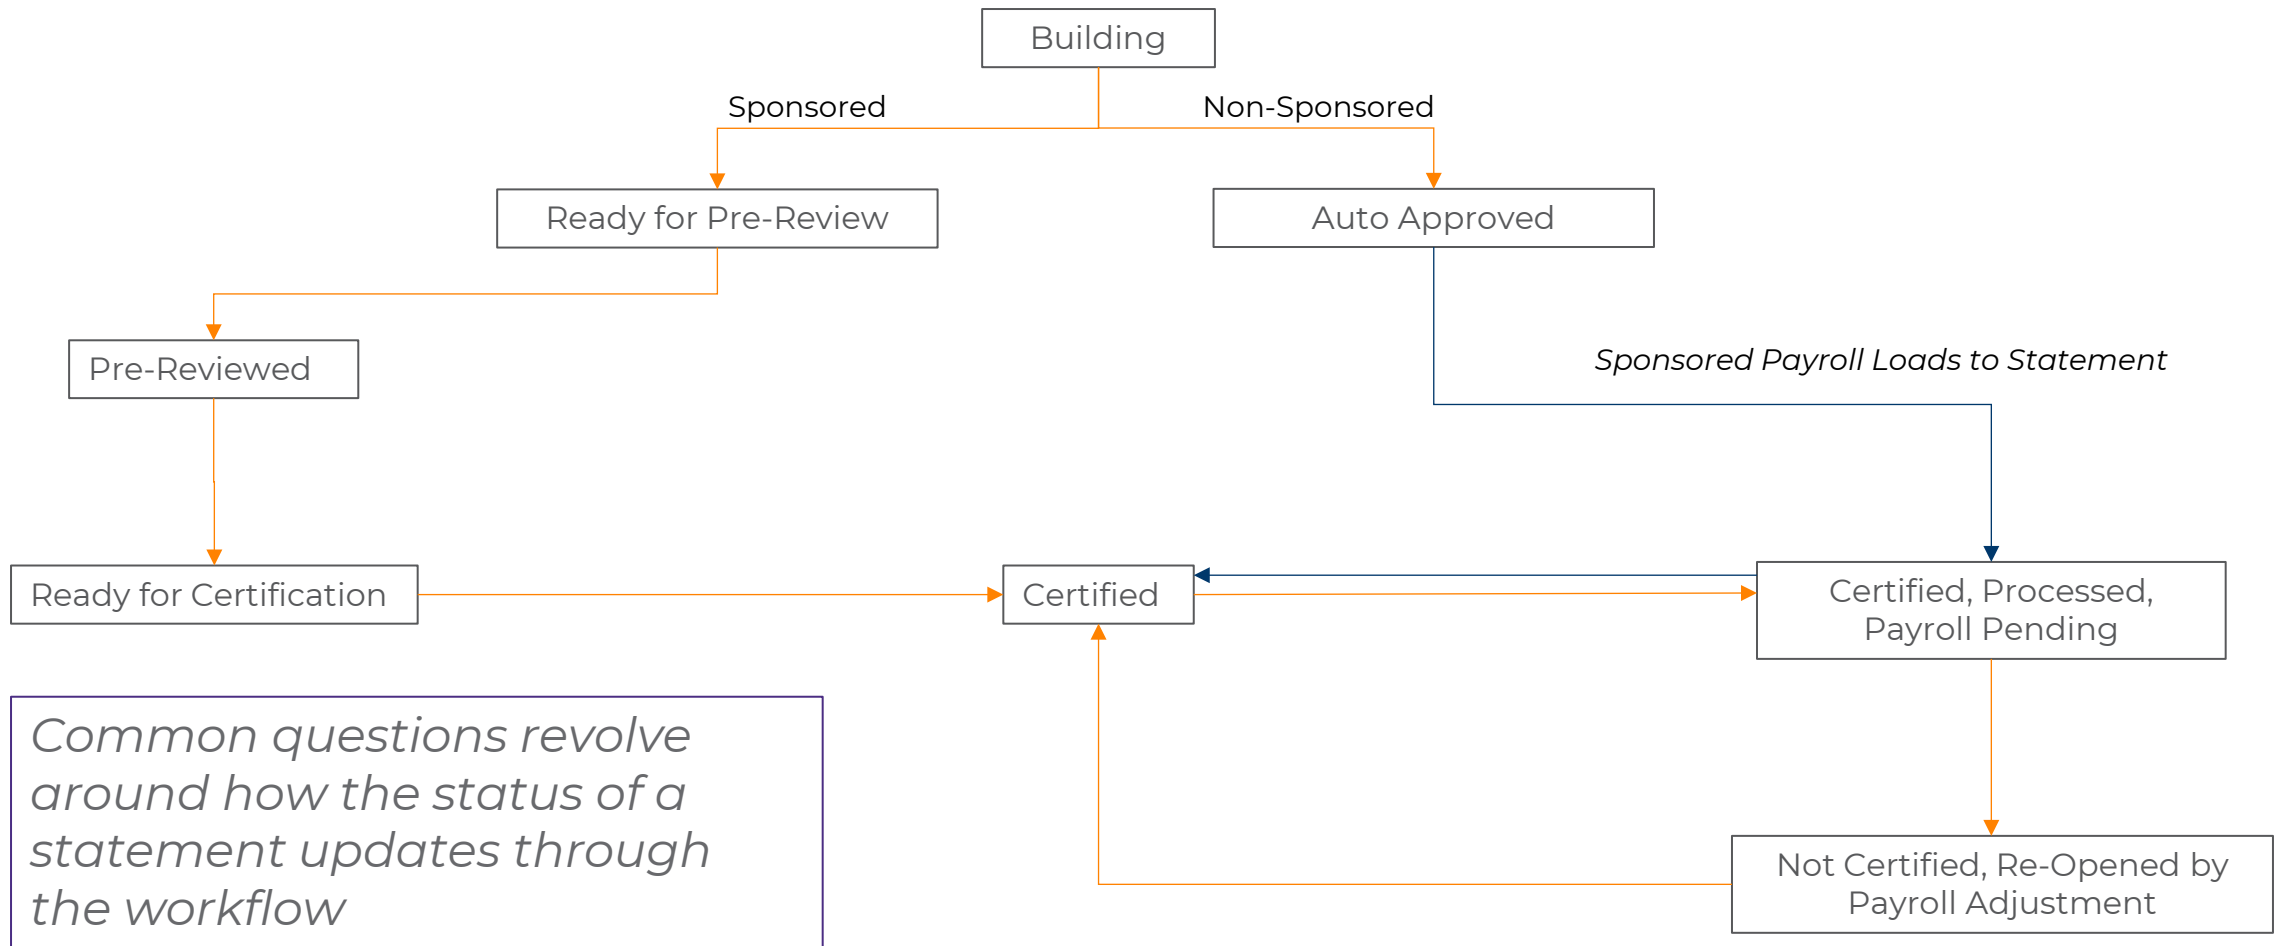 Building
Sponsored
Non-Sponsored
Ready for Pre-Review
Auto Approved
Pre-Reviewed
Sponsored Payroll Loads to Statement
Ready for Certification
Certified
Certified, Processed,
Payroll Pending
Common questions revolve
around how the status of a
statement updates through
the workflow
Not Certified, Re-Opened by
Payroll Adjustment